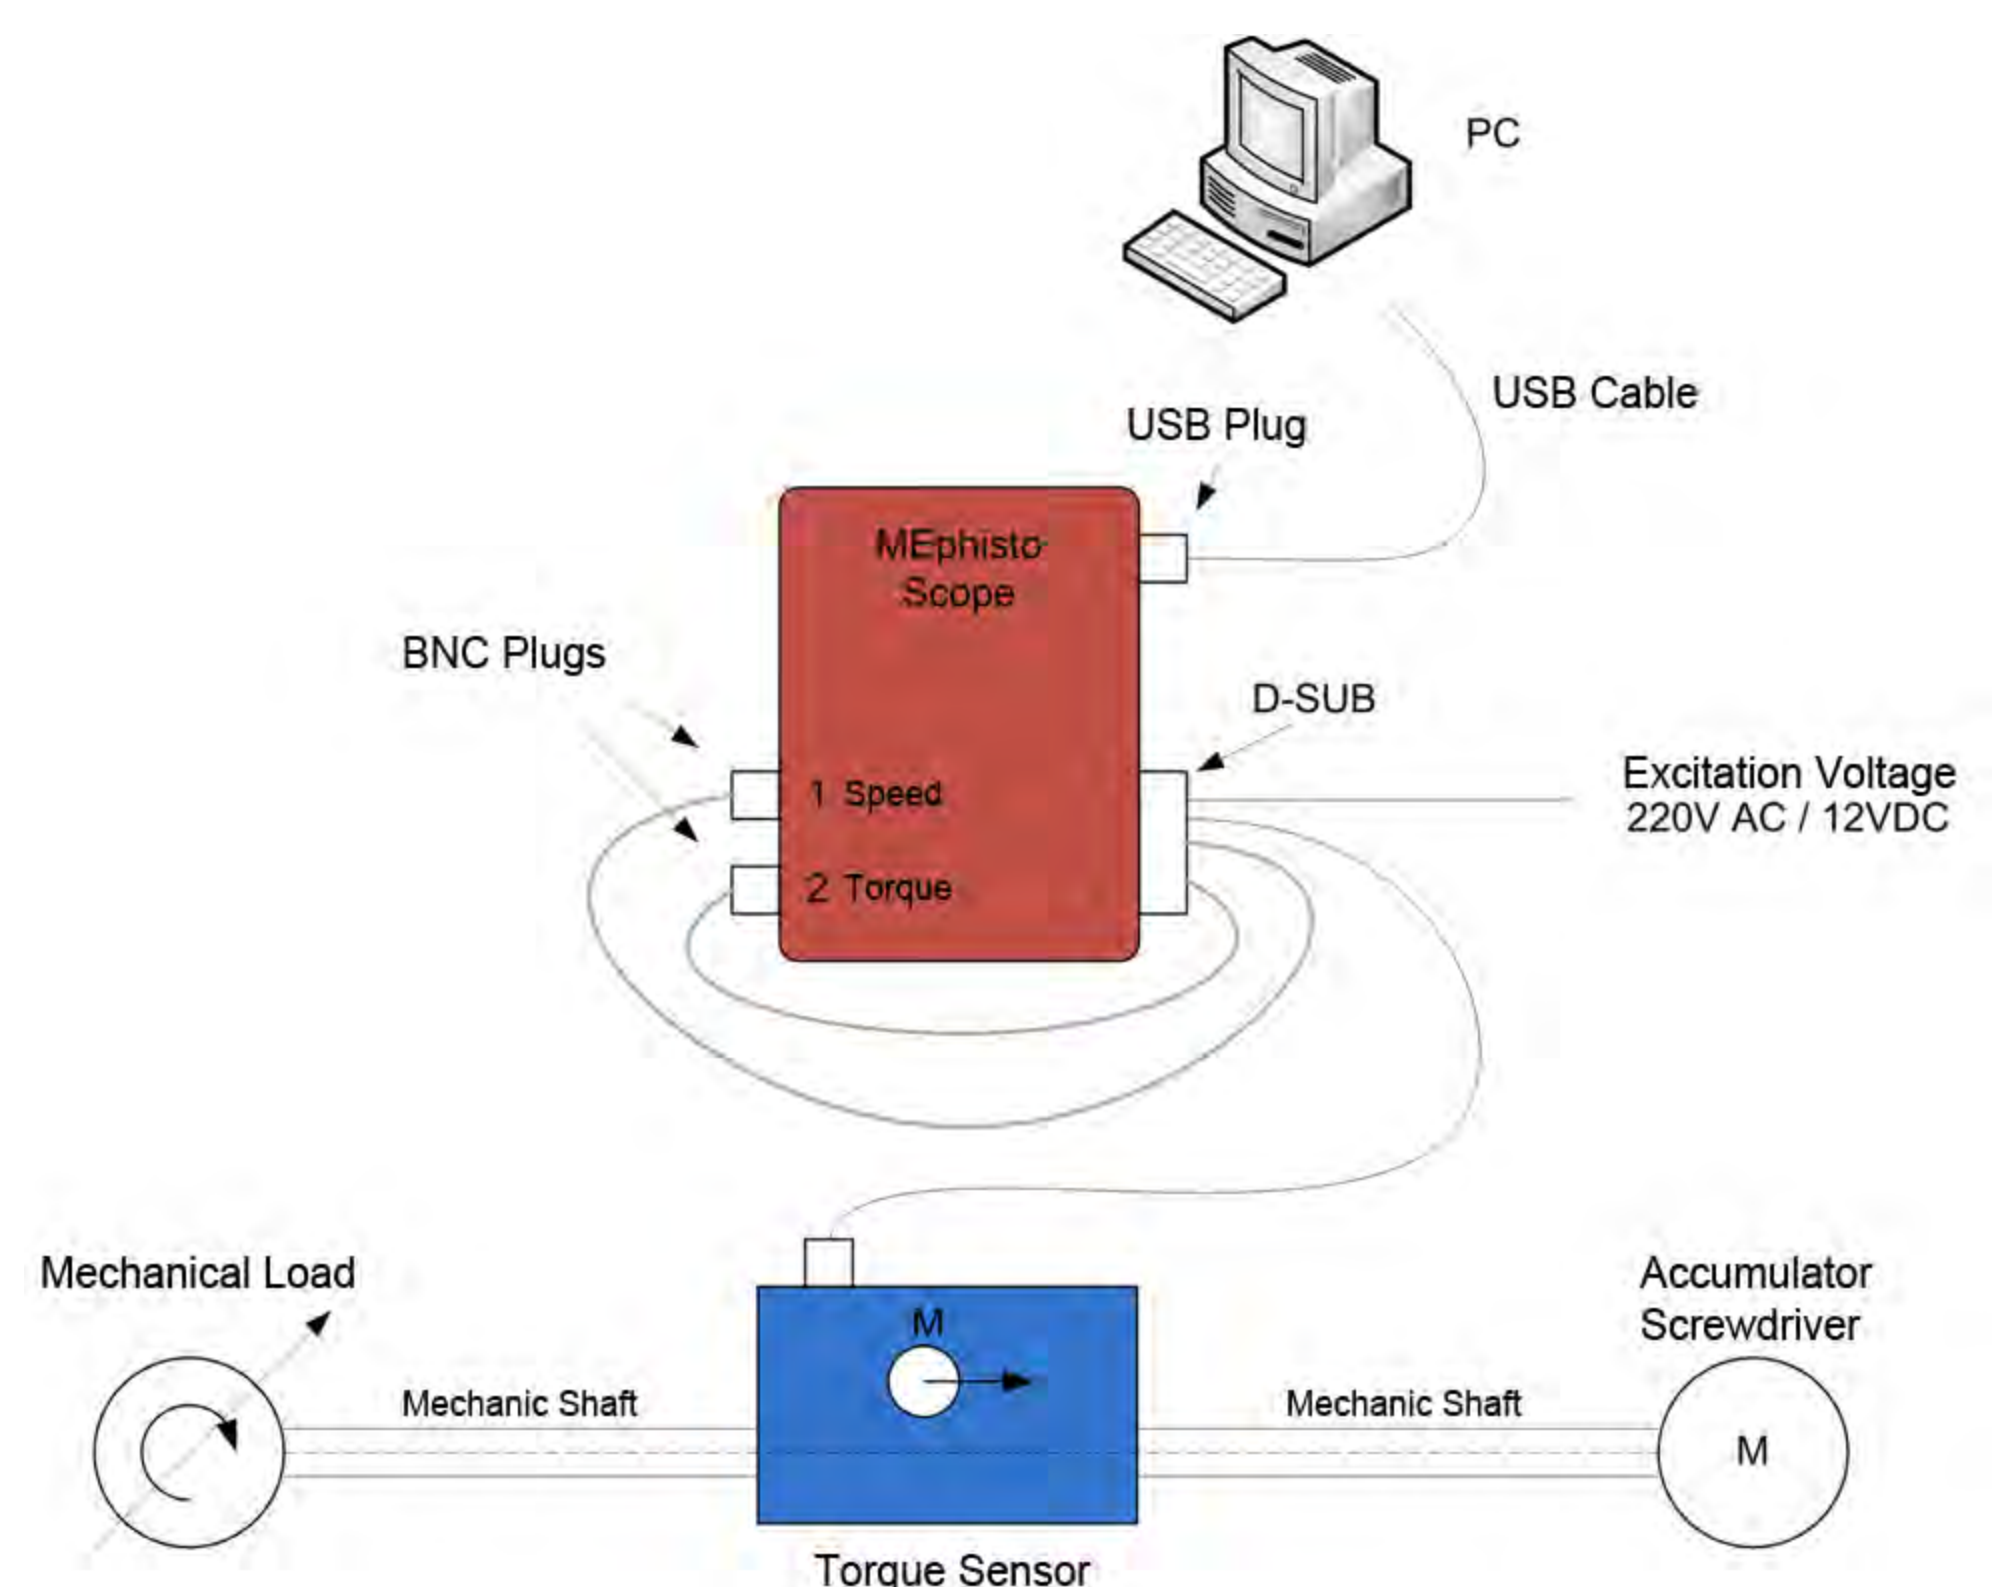 PC
USB Cable
USB Plug
MEphisto
Scope
BNC Plugs
D-SUB
1 Speed
Excitation Voltage
220V AC / 12VDC
2 Torque
Mechanical Load
Accumulator
Screwdriver
M
Mechanic Shaft
Mechanic Shaft
M
Torque Sensor